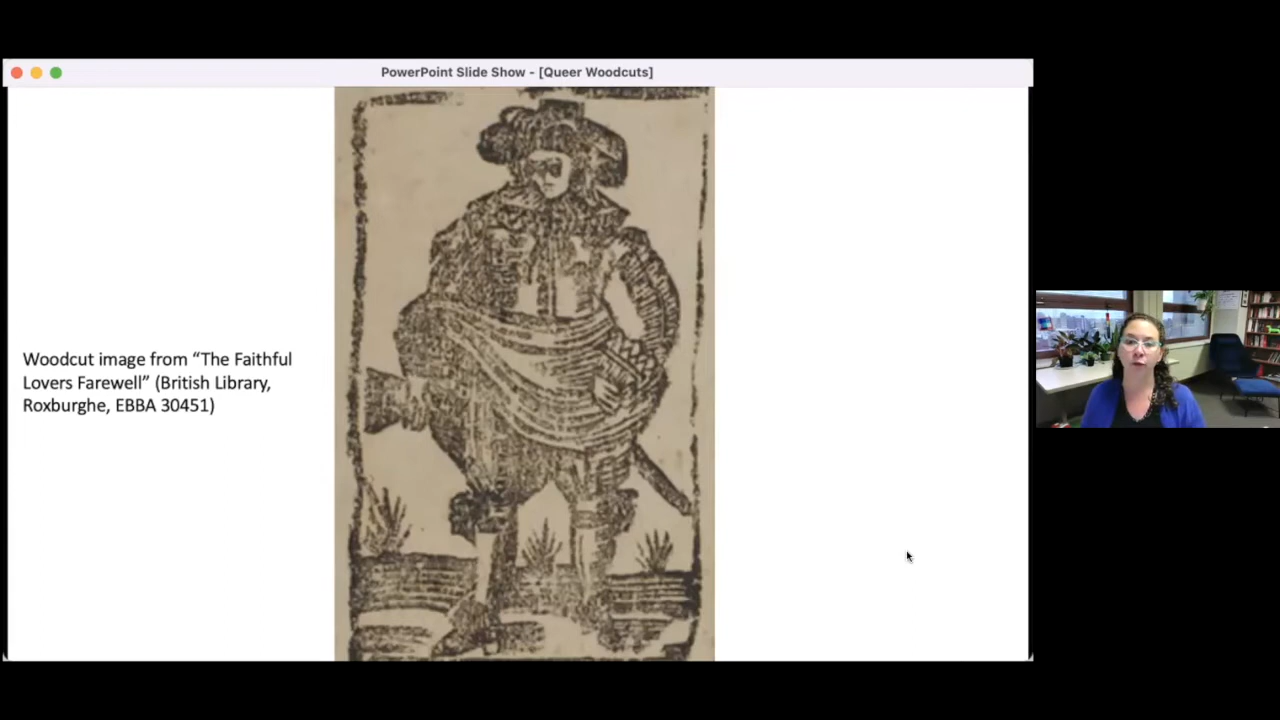 PowerPoint Slide Show - [Queer Woodcuts]
Woodcut image from “The Faithful
Lovers Farewell” (British Library,
Roxburghe, EBBA 30451)